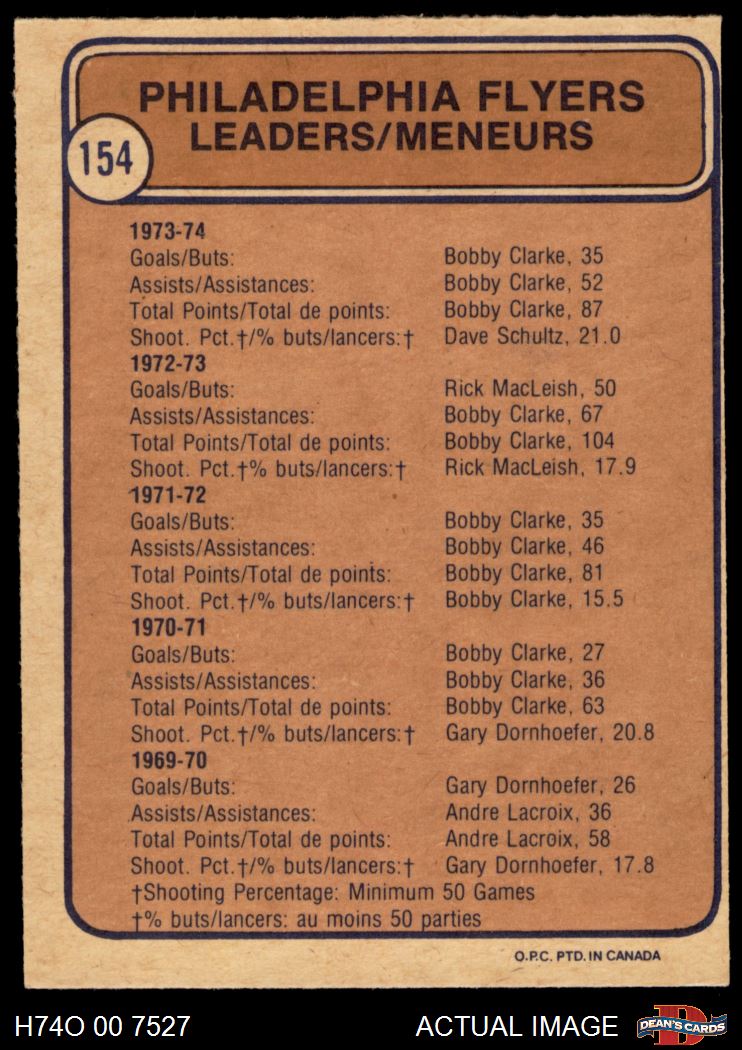 PHILADELPHIA FLYERS
LEADERS/MENEURS
154
1973-74
Goals/Buts: Bobby Clarke, 35
Assists/Assistances: Bobby Clarke, 52
Total Points/Total de points: Bobby Clarke, 87
Shoot. Pct.†/% buts/lancers:† Dave Schultz, 21.0
1972-73
Goals/Buts: Rick MacLeish, 50
Assists/Assistances: Bobby Clarke, 67
Total Points/Total de points: Bobby Clarke, 104
Shoot. Pct.†% buts/lancers:† Rick MacLeish, 17.9
1971-72
Goals/Buts: Bobby Clarke, 35
Assists/Assistances: Bobby Clarke, 46
Total Points/Total de points: Bobby Clarke, 81
Shoot. Pct.†/% buts/lancers:† Bobby Clarke, 15.5
1970-71
Goals/Buts: Bobby Clarke, 27
Assists/Assistances: Bobby Clarke, 36
Total Points/Total de points: Bobby Clarke, 63
Shoot. Pct.†/% buts/lancers:† Gary Dornhoefer, 20.8
1969-70
Goals/Buts: Gary Dornhoefer, 26
Assists/Assistances: Andre Lacroix, 36
Total Points/Total de points: Andre Lacroix, 58
Shoot. Pct.†/% buts/lancers:† Gary Dornhoefer, 17.8
†Shooting Percentage: Minimum 50 Games
†% buts/lancers: au moins 50 parties
O.P.C. PTD. IN CANADA
H74O 00 7527 ACTUAL IMAGE D DEAN'S CARDS